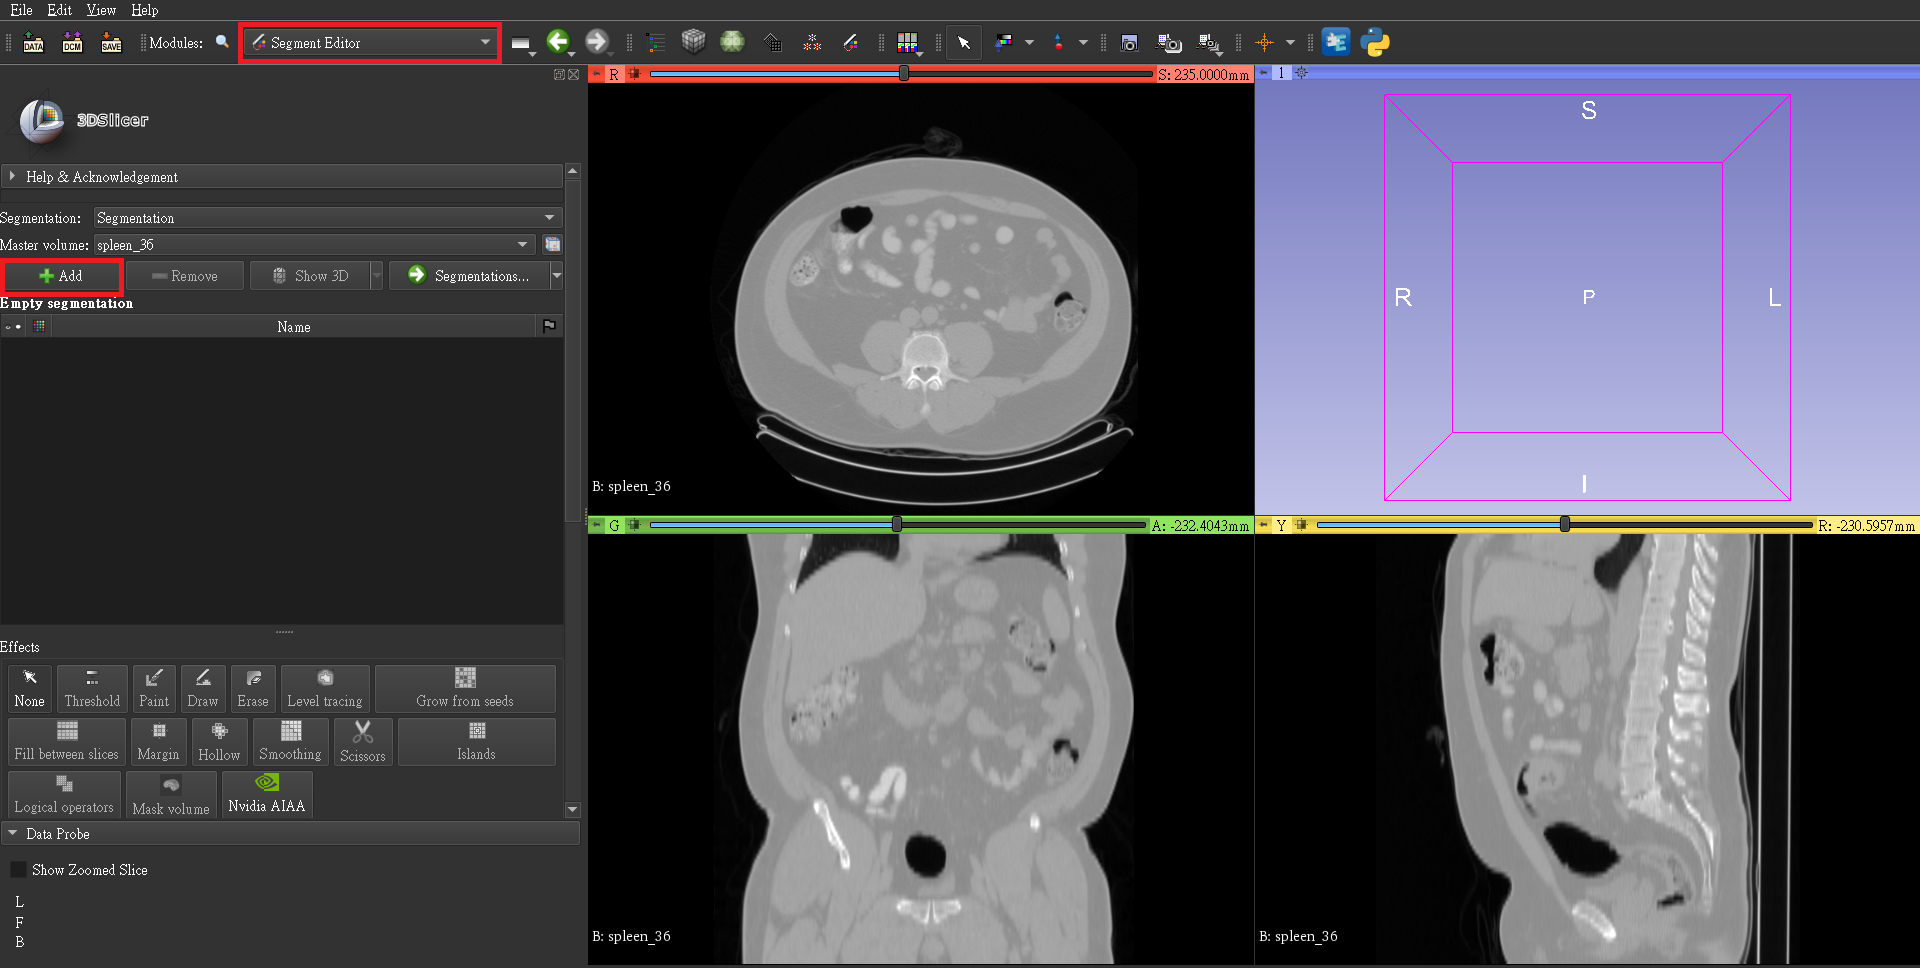 File Edit View Help
DATA DCM SAVE Modules: Segment Editor
3DSlicer
Help & Acknowledgement
Segmentation: Segmentation
Master volume: spleen_36
Add Remove Show 3D Segmentations...
Empty segmentation
Name
Effects
None Threshold Paint Draw Erase Level tracing Grow from seeds
Fill between slices Margin Hollow Smoothing Scissors Islands
Logical operators Mask volume Nvidia AIAA
Data Probe
Show Zoomed Slice
L
F
B
R S: 235.0000mm
B: spleen_36
1
S
R P L
I
G A: -232.4043mm
B: spleen_36
Y R: -230.5957mm
B: spleen_36